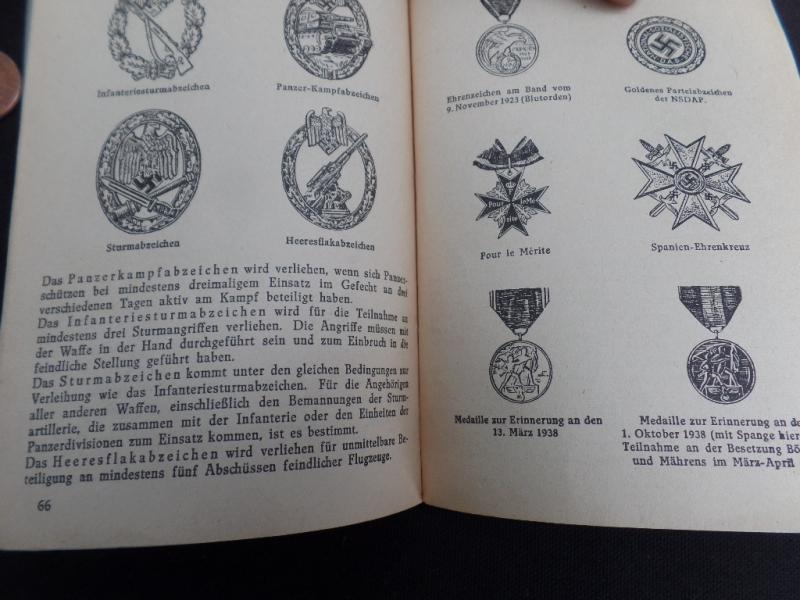 Infanteriesturmabzeichen
Panzer-Kampfabzeichen
Sturmabzeichen
Heeresflakabzeichen
Das Panzerkampfabzeichen wird verliehen, wenn sich Panzer-
schützen bei mindestens dreimaligem Einsatz im Gefecht an drei
verschiedenen Tagen aktiv am Kampf beteiligt haben.
Das Infanteriesturmabzeichen wird für die Teilnahme an
mindestens drei Sturmangriffen verliehen. Die Angriffe müssen mit
der Waffe in der Hand durchgeführt sein und zum Einbruch in die
feindliche Stellung geführt haben.
Das Sturmabzeichen kommt unter den gleichen Bedingungen zur
Verleihung wie das Infanteriesturmabzeichen. Für die Angehörigen
aller anderen Waffen, einschließlich den Bemannungen der Sturm-
artillerie, die zusammen mit der Infanterie oder den Einheiten der
Panzerdivisionen zum Einsatz kommen, ist es bestimmt.
Das Heeresflakabzeichen wird verliehen für unmittelbare Be-
teiligung an mindestens fünf Abschüssen feindlicher Flugzeuge.
66
Ehrenzeichen am Band vom
9. November 1923 (Blutorden)
Goldenes Parteiabzeichen
der NSDAP.
Pour le Mérite
Spanien-Ehrenkreuz
Medaille zur Erinnerung an den
13. März 1938
Medaille zur Erinnerung an
1. Oktober 1938 (mit Spange
Teilnahme an der Besetzung
und Mährens im März-April